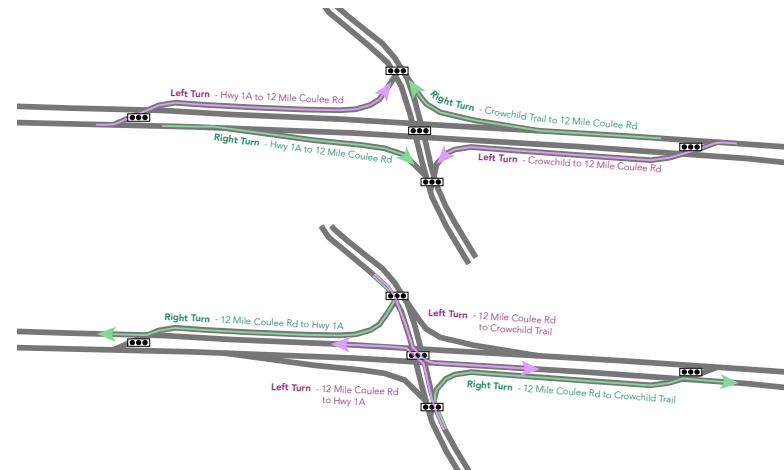 Left Turn - Hwy 1A to 12 Mile Coulee Rd
Right Turn - Crowchild Trail to 12 Mile Coulee Rd
Right Turn - Hwy 1A to 12 Mile Coulee Rd
Left Turn - Crowchild to 12 Mile Coulee Rd
Right Turn - 12 Mile Coulee Rd to Hwy 1A
Left Turn - 12 Mile Coulee Rd
to Crowchild Trail
Left Turn - 12 Mile Coulee Rd
to Hwy 1A
Right Turn - 12 Mile Coulee Rd to Crowchild Trail